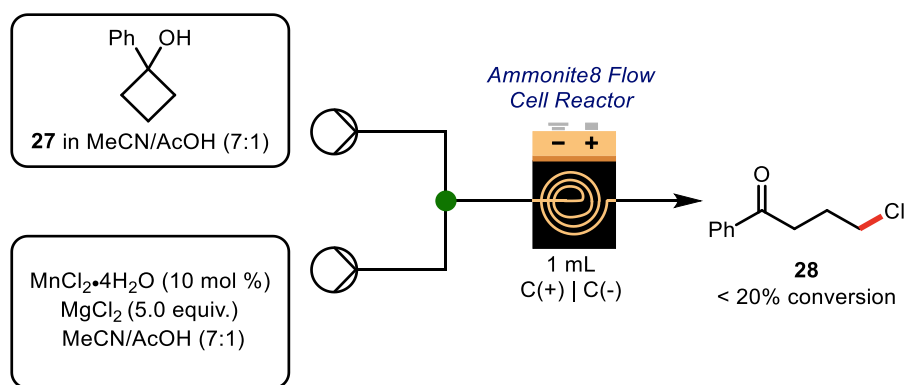 Ph OH
27 in MeCN/AcOH (7:1)
MnCl₂•4H₂O (10 mol %)
MgCl₂ (5.0 equiv.)
MeCN/AcOH (7:1)
Ammonite8 Flow
Cell Reactor
− +
1 mL
C(+) | C(-)
O
Ph Cl
28
< 20% conversion